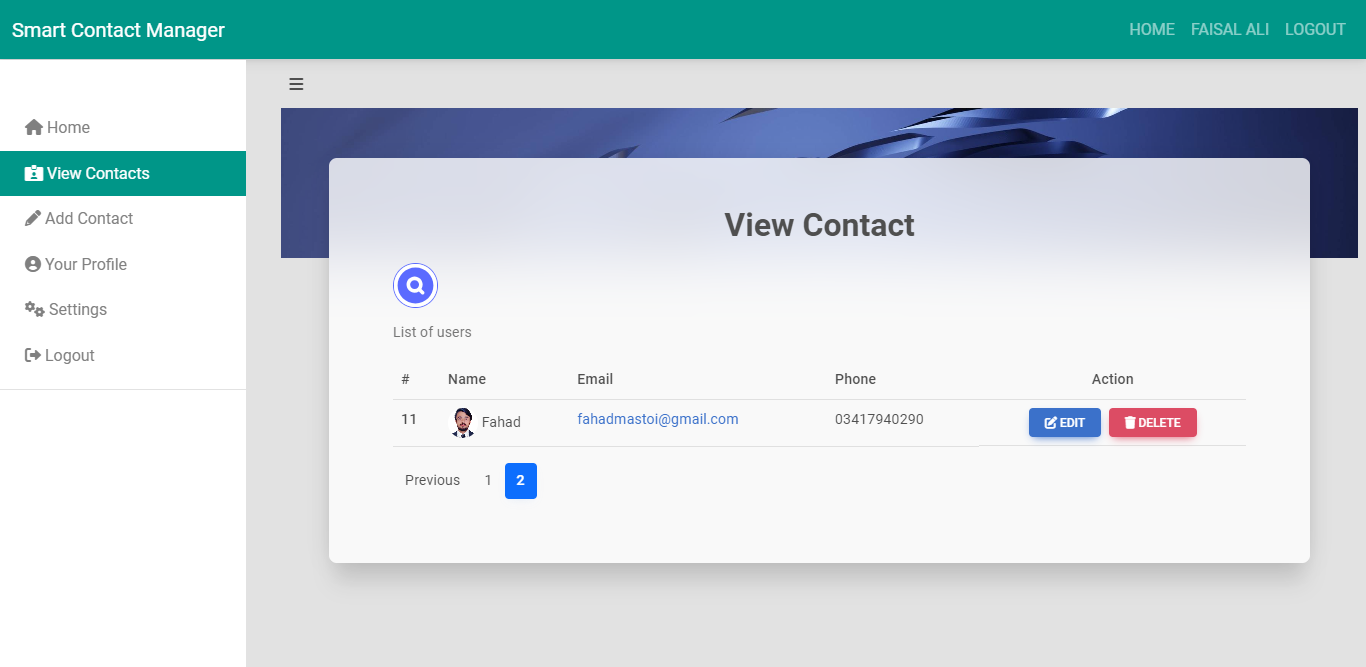 Smart Contact Manager HOME FAISAL ALI LOGOUT
Home
View Contacts
Add Contact
Your Profile
Settings
Logout
View Contact
List of users
# Name Email Phone Action
11 Fahad fahadmastoi@gmail.com 03417940290 EDIT DELETE
Previous 1 2